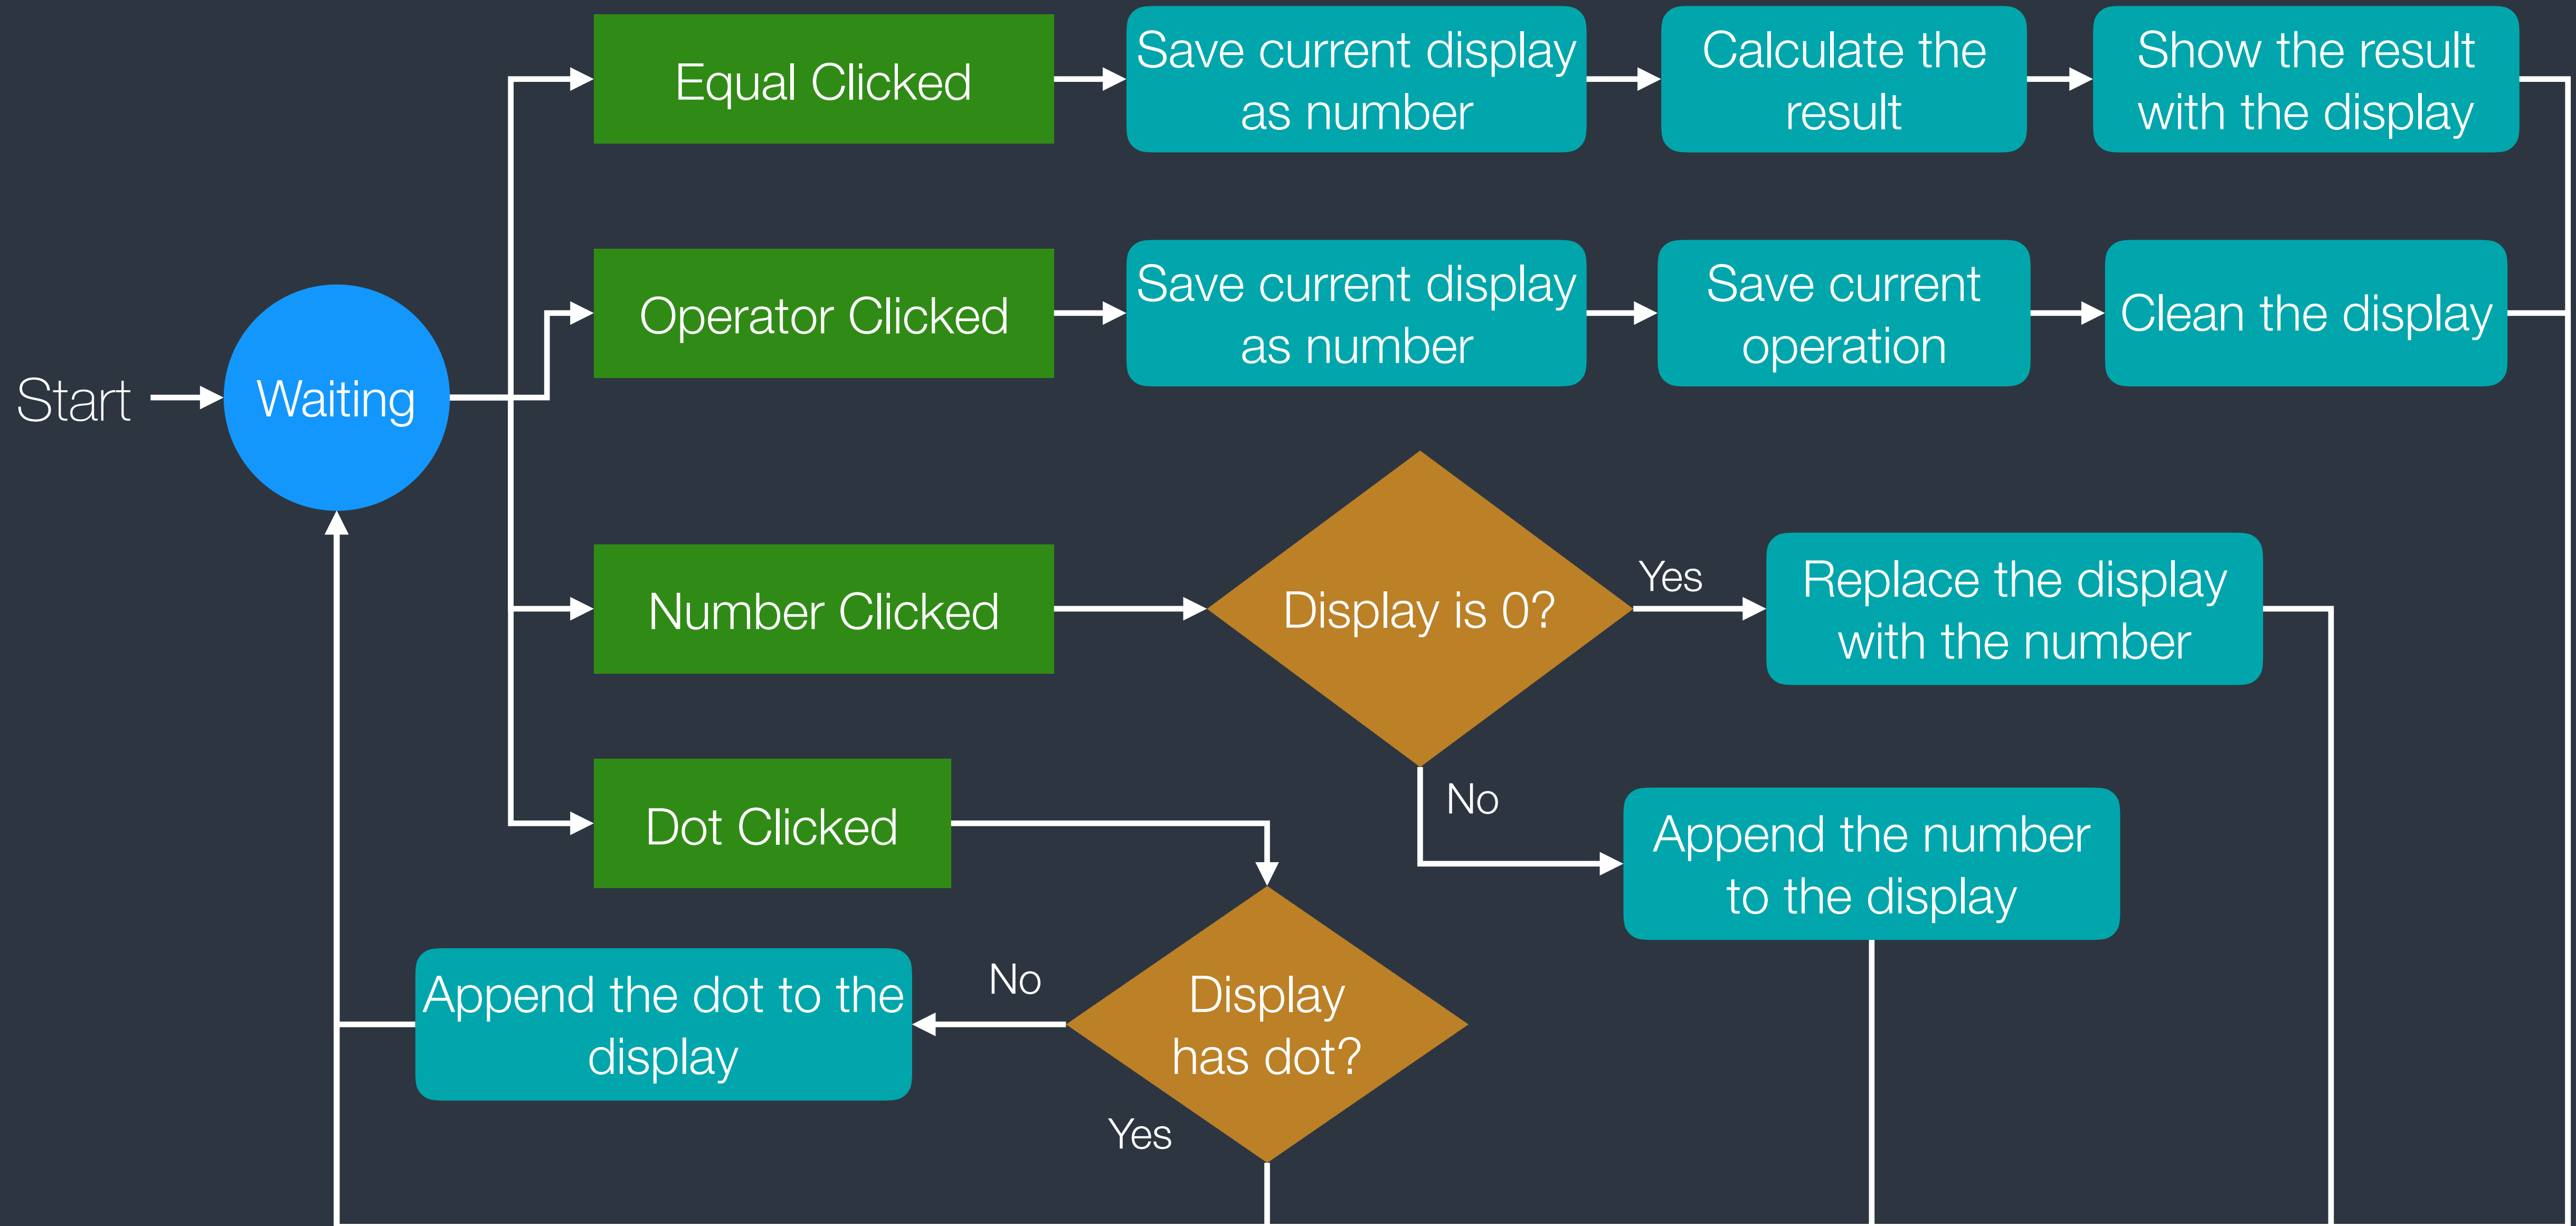 Start
Waiting
Equal Clicked
Save current display
as number
Calculate the
result
Show the result
with the display
Operator Clicked
Save current display
as number
Save current
operation
Clean the display
Number Clicked
Display is 0?
Yes
Replace the display
with the number
No
Append the number
to the display
Dot Clicked
Display
has dot?
No
Append the dot to the
display
Yes